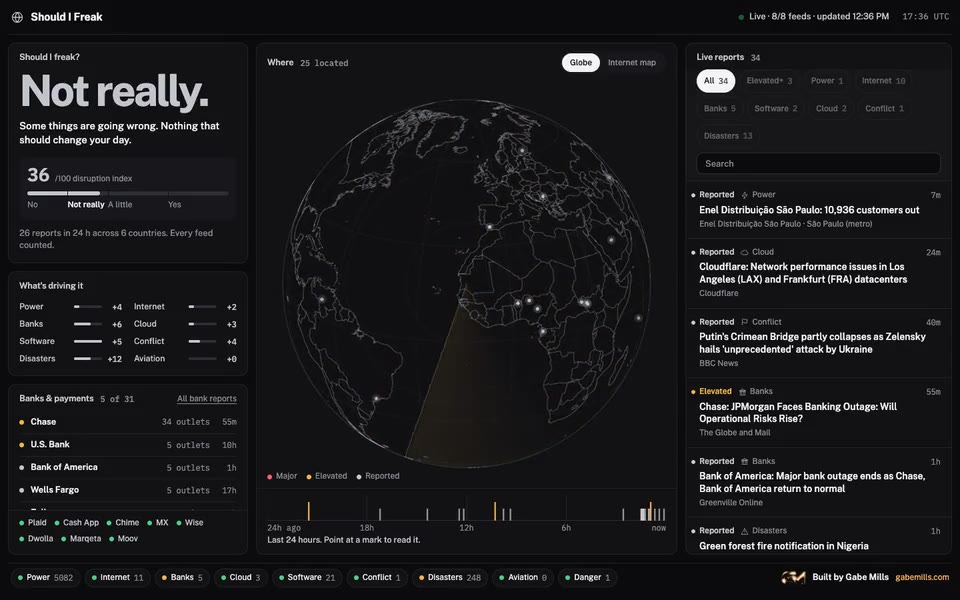 Should I Freak
Live · 8/8 feeds · updated 12:36 PM 17:36 UTC
Should I freak?
Not really.
Some things are going wrong. Nothing that
should change your day.
36 /100 disruption index
No Not really A little Yes
26 reports in 24 h across 6 countries. Every feed
counted.
What's driving it
Power +4 Internet +2
Banks +6 Cloud +3
Software +5 Conflict +4
Disasters +12 Aviation +0
Banks & payments 5 of 31 All bank reports
Chase 34 outlets 55m
U.S. Bank 5 outlets 10h
Bank of America 5 outlets 1h
Wells Fargo 5 outlets 17h
Plaid Cash App Chime MX Wise
Dwolla Marqeta Moov
Where 25 located
Globe Internet map
Major Elevated Reported
24h ago 18h 12h 6h now
Last 24 hours. Point at a mark to read it.
Live reports 34
All 34 Elevated+ 3 Power 1 Internet 10
Banks 5 Software 2 Cloud 2 Conflict 1
Disasters 13
Search
Reported Power 7m
Enel Distribuição São Paulo: 10,936 customers out
Enel Distribuição São Paulo · São Paulo (metro)
Reported Cloud 24m
Cloudflare: Network performance issues in Los
Angeles (LAX) and Frankfurt (FRA) datacenters
Cloudflare
Reported Conflict 40m
Putin's Crimean Bridge partly collapses as Zelensky
hails 'unprecedented' attack by Ukraine
BBC News
Elevated Banks 55m
Chase: JPMorgan Faces Banking Outage: Will
Operational Risks Rise?
The Globe and Mail
Reported Banks 1h
Bank of America: Major bank outage ends as Chase,
Bank of America return to normal
Greenville Online
Reported Disasters 1h
Green forest fire notification in Nigeria
Power 5082 Internet 11 Banks 5 Cloud 3 Software 21 Conflict 1 Disasters 248 Aviation 0 Danger 1
Built by Gabe Mills gabemills.com